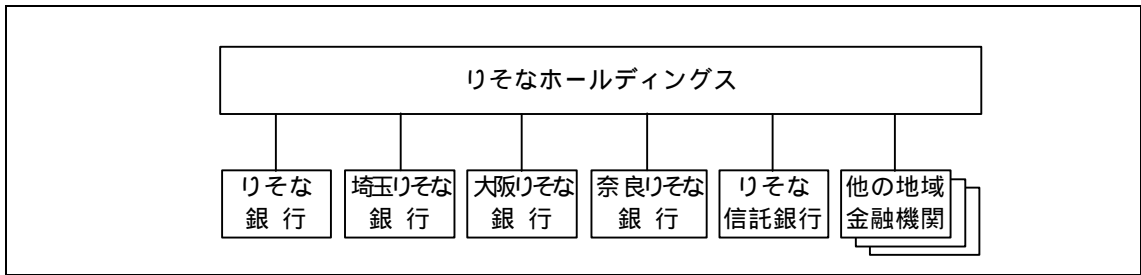 りそなホールディングス
りそな
銀 行
埼玉りそな
銀 行
大阪りそな
銀 行
奈良りそな
銀 行
りそな
信託銀行
他の地域
金融機関